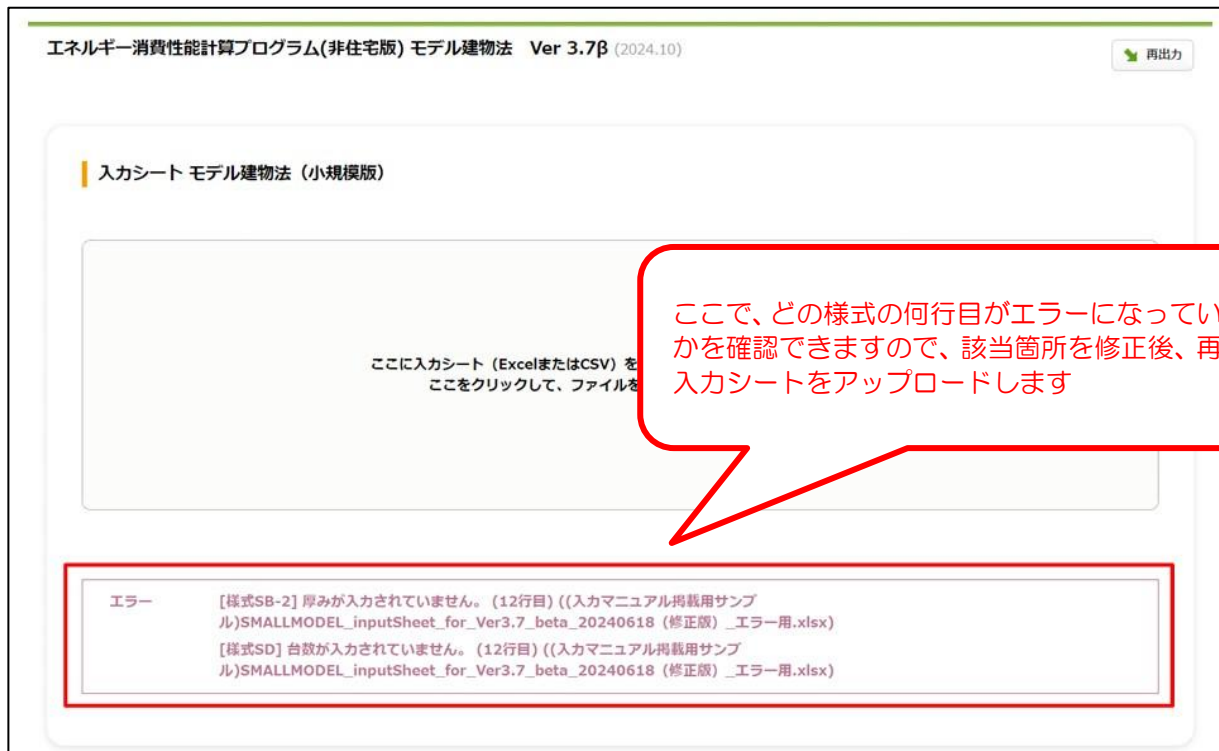 エネルギー消費性能計算プログラム(非住宅版) モデル建物法　Ver 3.7β (2024.10)
再出力
入力シート モデル建物法（小規模版）
ここに入力シート（ExcelまたはCSV）を
ここをクリックして、ファイルを
ここで、どの様式の何行目がエラーになってい
かを確認できますので、該当箇所を修正後、再
入力シートをアップロードします
エラー
[様式SB-2] 厚みが入力されていません。 (12行目) ((入力マニュアル掲載用サンプ
ル)SMALLMODEL_inputSheet_for_Ver3.7_beta_20240618（修正版）_エラー用.xlsx)
[様式SD] 台数が入力されていません。 (12行目) ((入力マニュアル掲載用サンプ
ル)SMALLMODEL_inputSheet_for_Ver3.7_beta_20240618（修正版）_エラー用.xlsx)